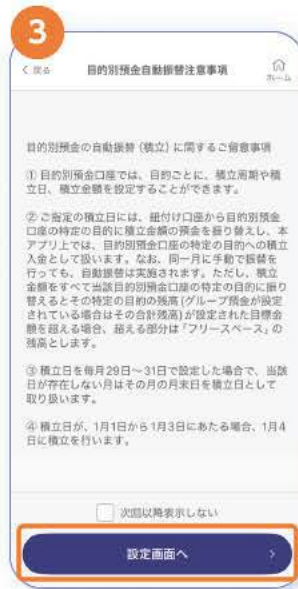 3
く戻る
目的別預金自動振替注意事項
ホーム
目的別預金の自動振替（積立）に関するご留意事項
① 目的別預金口座では、目的ごとに、積立周期や積
立日、積立金額を設定することができます。
② ご指定の積立日には、紐付け口座から目的別預金
口座の特定の目的に積立金額の預金を振り替えし、本
アプリ上では、目的別預金口座の特定の目的への積立
入金として扱います。なお、同一月に手動で振替を
行っても、自動振替は実施されます。ただし、積立
金額をすべて当該目的別預金口座の特定の目的に振り
替えるとその特定の目的の残高(グループ預金が設定
されている場合はその合計残高)が設定された目標金
額を超える場合、超える部分は「フリースペース」の
残高とします。
③ 積立日を毎月29日～31日で設定した場合で、当該
日が存在しない月はその月の月末日を積立日として
取り扱います。
④ 積立日が、1月1日から1月3日にあたる場合、1月4
日に積立を行います。
次回以降表示しない
設定画面へ